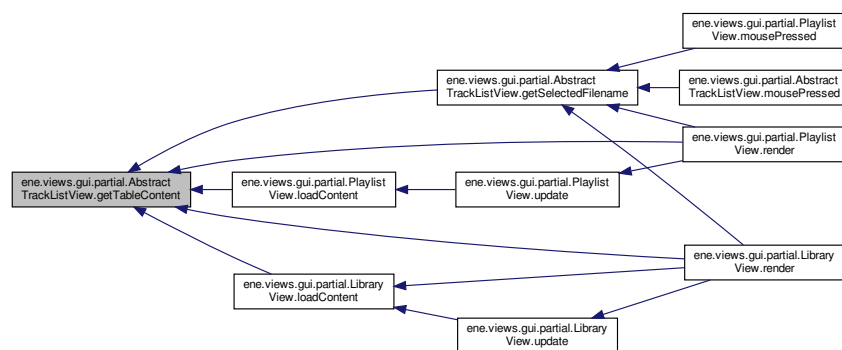 ene.views.gui.partial.Playlist
View.mousePressed
ene.views.gui.partial.Abstract
TrackListView.getSelectedFilename
ene.views.gui.partial.Abstract
TrackListView.mousePressed
ene.views.gui.partial.Playlist
View.render
ene.views.gui.partial.Abstract
TrackListView.getTableContent
ene.views.gui.partial.Playlist
View.loadContent
ene.views.gui.partial.Playlist
View.update
ene.views.gui.partial.Library
View.render
ene.views.gui.partial.Library
View.loadContent
ene.views.gui.partial.Library
View.update